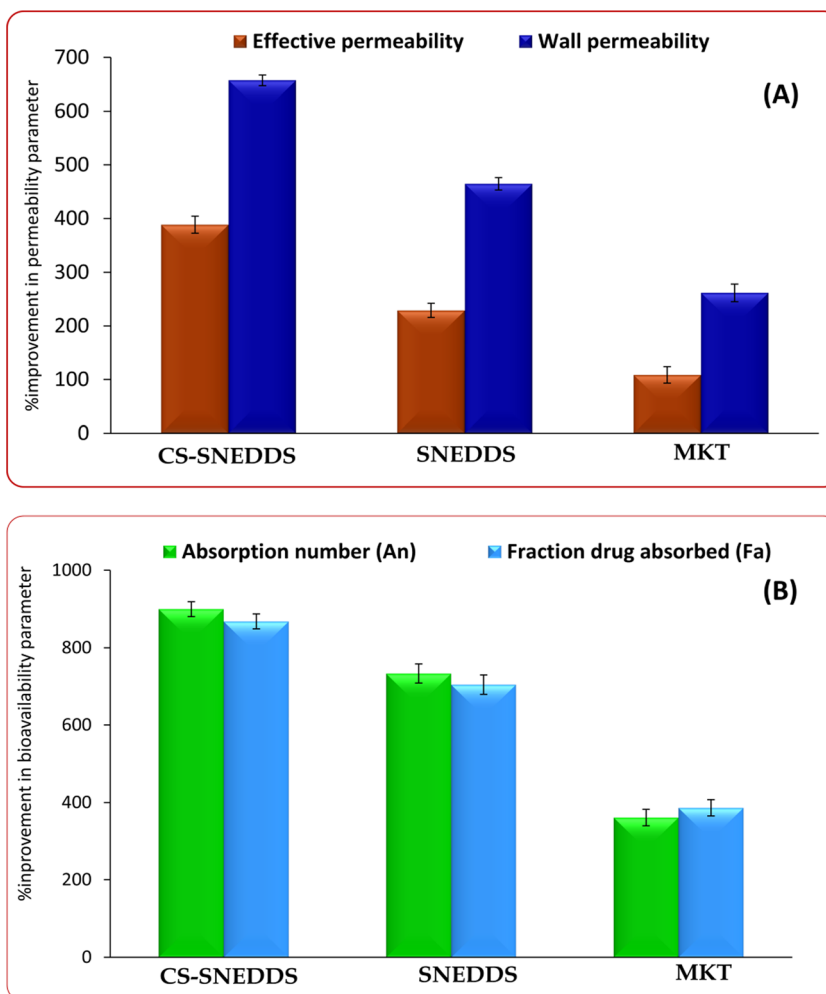 Effective permeability Wall permeability
(A)
%improvement in permeability parameter
700
600
500
400
300
200
100
0
CS-SNEDDS SNEDDS MKT
Absorption number (An) Fraction drug absorbed (Fa)
(B)
%inprovement in bioavailability parameter
1000
800
600
400
200
0
CS-SNEDDS SNEDDS MKT